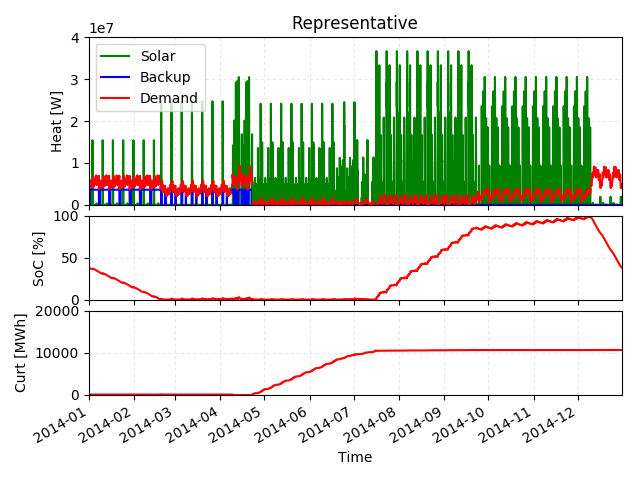 Representative
1e7
4
3
2
1
0
Heat [W]
Solar
Backup
Demand
100
50
0
SoC [%]
20000
10000
0
Curt [MWh]
2014-01
2014-02
2014-03
2014-04
2014-05
2014-06
2014-07
2014-08
2014-09
2014-10
2014-11
2014-12
Time